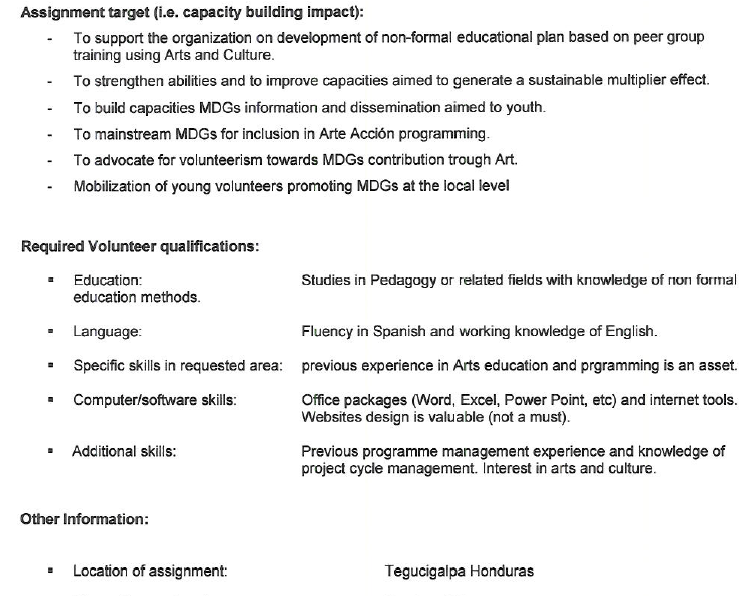 Assignment target (i.e. capacity building impact):
- To support the organization on development of non-formal educational plan based on peer group
training using Arts and Culture.
- To strengthen abilities and to improve capacities aimed to generate a sustainable multiplier effect.
- To build capacities MDGs information and dissemination aimed to youth.
- To mainstream MDGs for inclusion in Arte Acción programming.
- To advocate for volunteerism towards MDGs contribution trough Art.
- Mobilization of young volunteers promoting MDGs at the local level
Required Volunteer qualifications:
▪ Education: Studies in Pedagogy or related fields with knowledge of non formal
education methods.
▪ Language: Fluency in Spanish and working knowledge of English.
▪ Specific skills in requested area: previous experience in Arts education and prgramming is an asset.
▪ Computer/software skills: Office packages (Word, Excel, Power Point, etc) and internet tools.
Websites design is valuable (not a must).
▪ Additional skills: Previous programme management experience and knowledge of
project cycle management. Interest in arts and culture.
Other Information:
▪ Location of assignment: Tegucigalpa Honduras